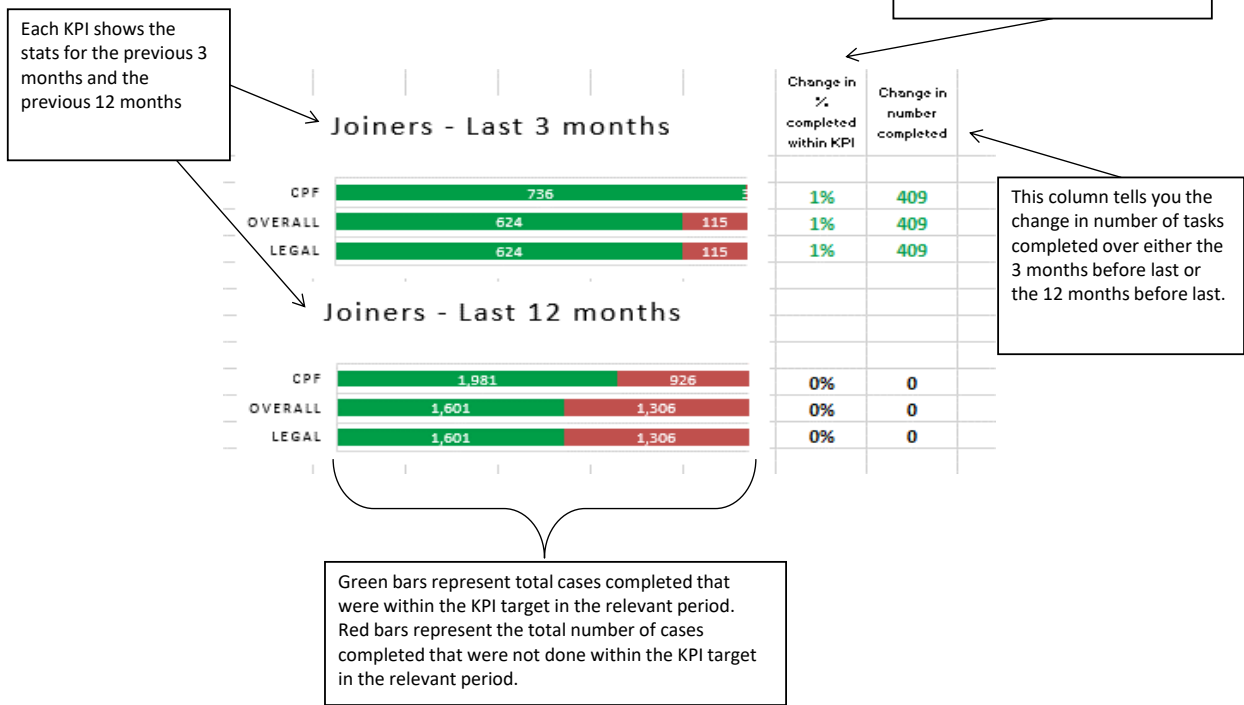 Each KPI shows the
stats for the previous 3
months and the
previous 12 months
Change in
%
completed
within KPI
Change in
number
completed
Joiners - Last 3 months
CPF 736 3 1% 409
OVERALL 624 115 1% 409
LEGAL 624 115 1% 409
This column tells you the
change in number of tasks
completed over either the
3 months before last or
the 12 months before last.
Joiners - Last 12 months
CPF 1,981 926 0% 0
OVERALL 1,601 1,306 0% 0
LEGAL 1,601 1,306 0% 0
Green bars represent total cases completed that
were within the KPI target in the relevant period.
Red bars represent the total number of cases
completed that were not done within the KPI target
in the relevant period.